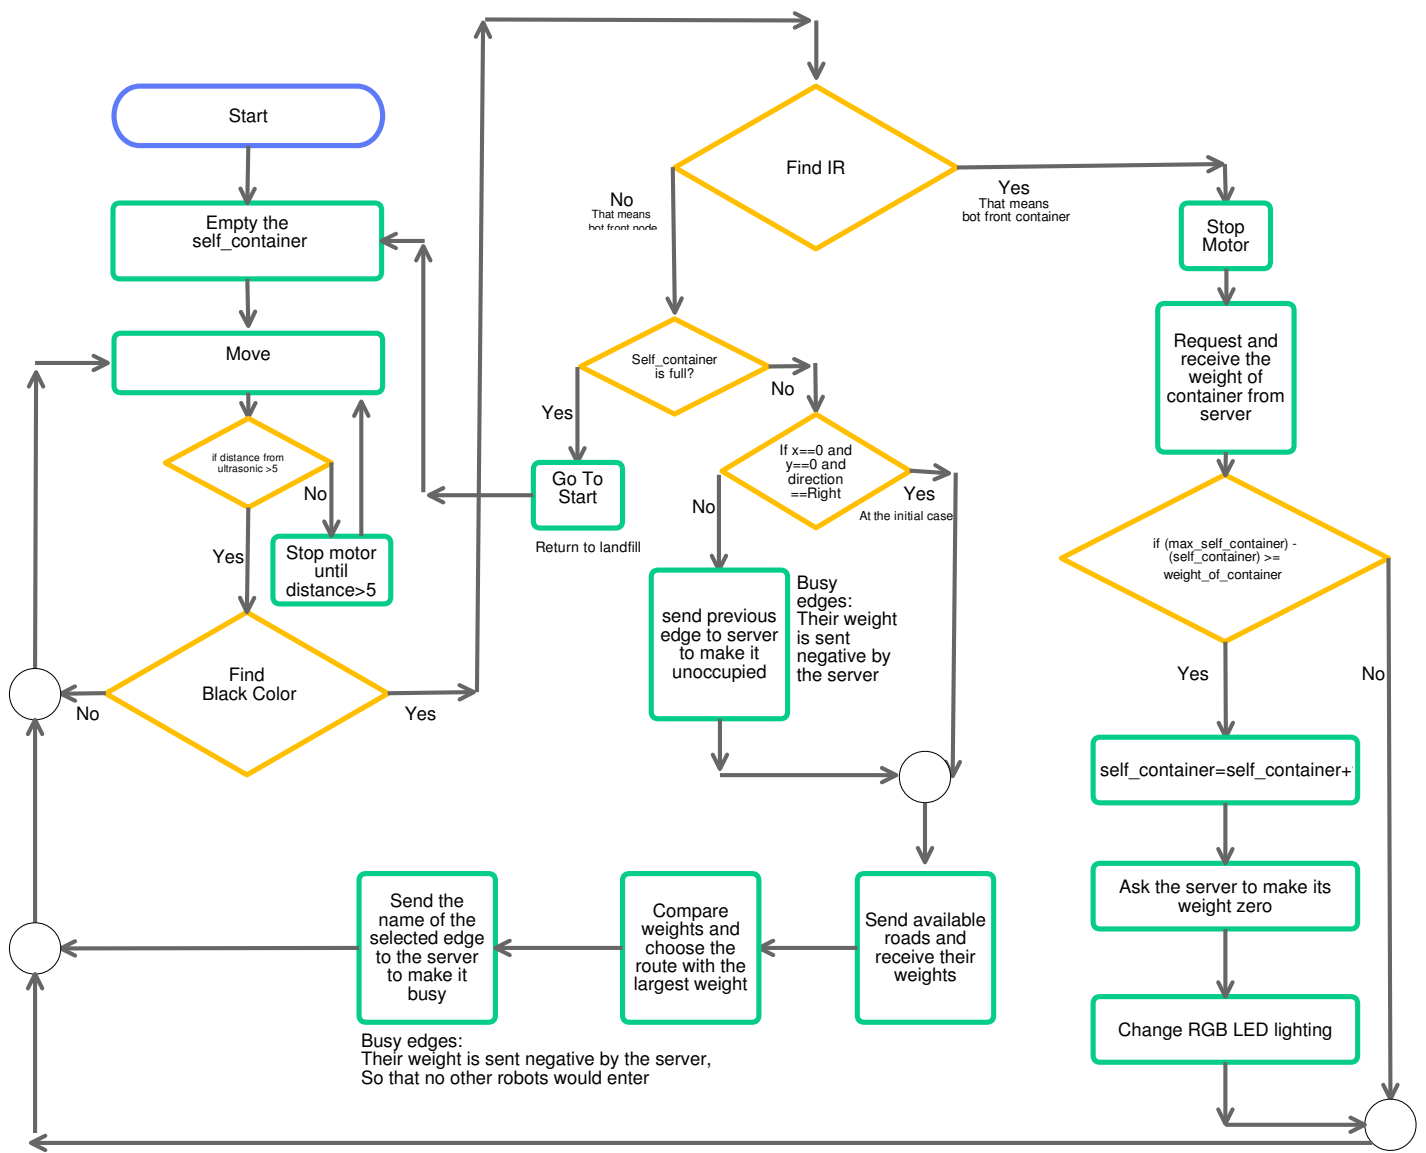 Start
Empty the
self_container
Move
if distance from
ultrasonic >5
No
Stop motor
until
distance>5
Yes
Find
Black Color
No
Yes
Find IR
No
That means
bot front node
Yes
That means
bot front container
Self_container
is full?
Yes
No
Go To
Start
Return to landfill
If x==0 and
y==0 and
direction
==Right
No
Yes
At the initial case
send previous
edge to server
to make it
unoccupied
Busy
edges:
Their weight
is sent
negative by
the server
Send available
roads and
receive their
weights
Compare
weights and
choose the
route with the
largest weight
Send the
name of the
selected edge
to the server
to make it
busy
Busy edges:
Their weight is sent negative by the server,
So that no other robots would enter
Stop
Motor
Request and
receive the
weight of
container from
server
if (max_self_container) -
(self_container) >=
weight_of_container
Yes
No
self_container=self_container+
Ask the server to make its
weight zero
Change RGB LED lighting